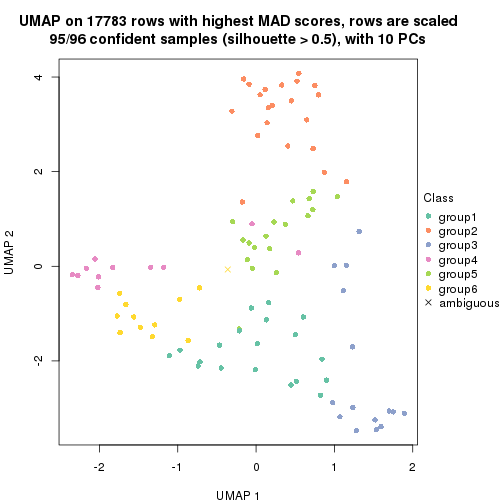 UMAP on 17783 rows with highest MAD scores, rows are scaled
95/96 confident samples (silhouette > 0.5), with 10 PCs
4
2
0
-2
UMAP 2
-2
-1
0
1
2
UMAP 1
Class
group1
group2
group3
group4
group5
group6
ambiguous